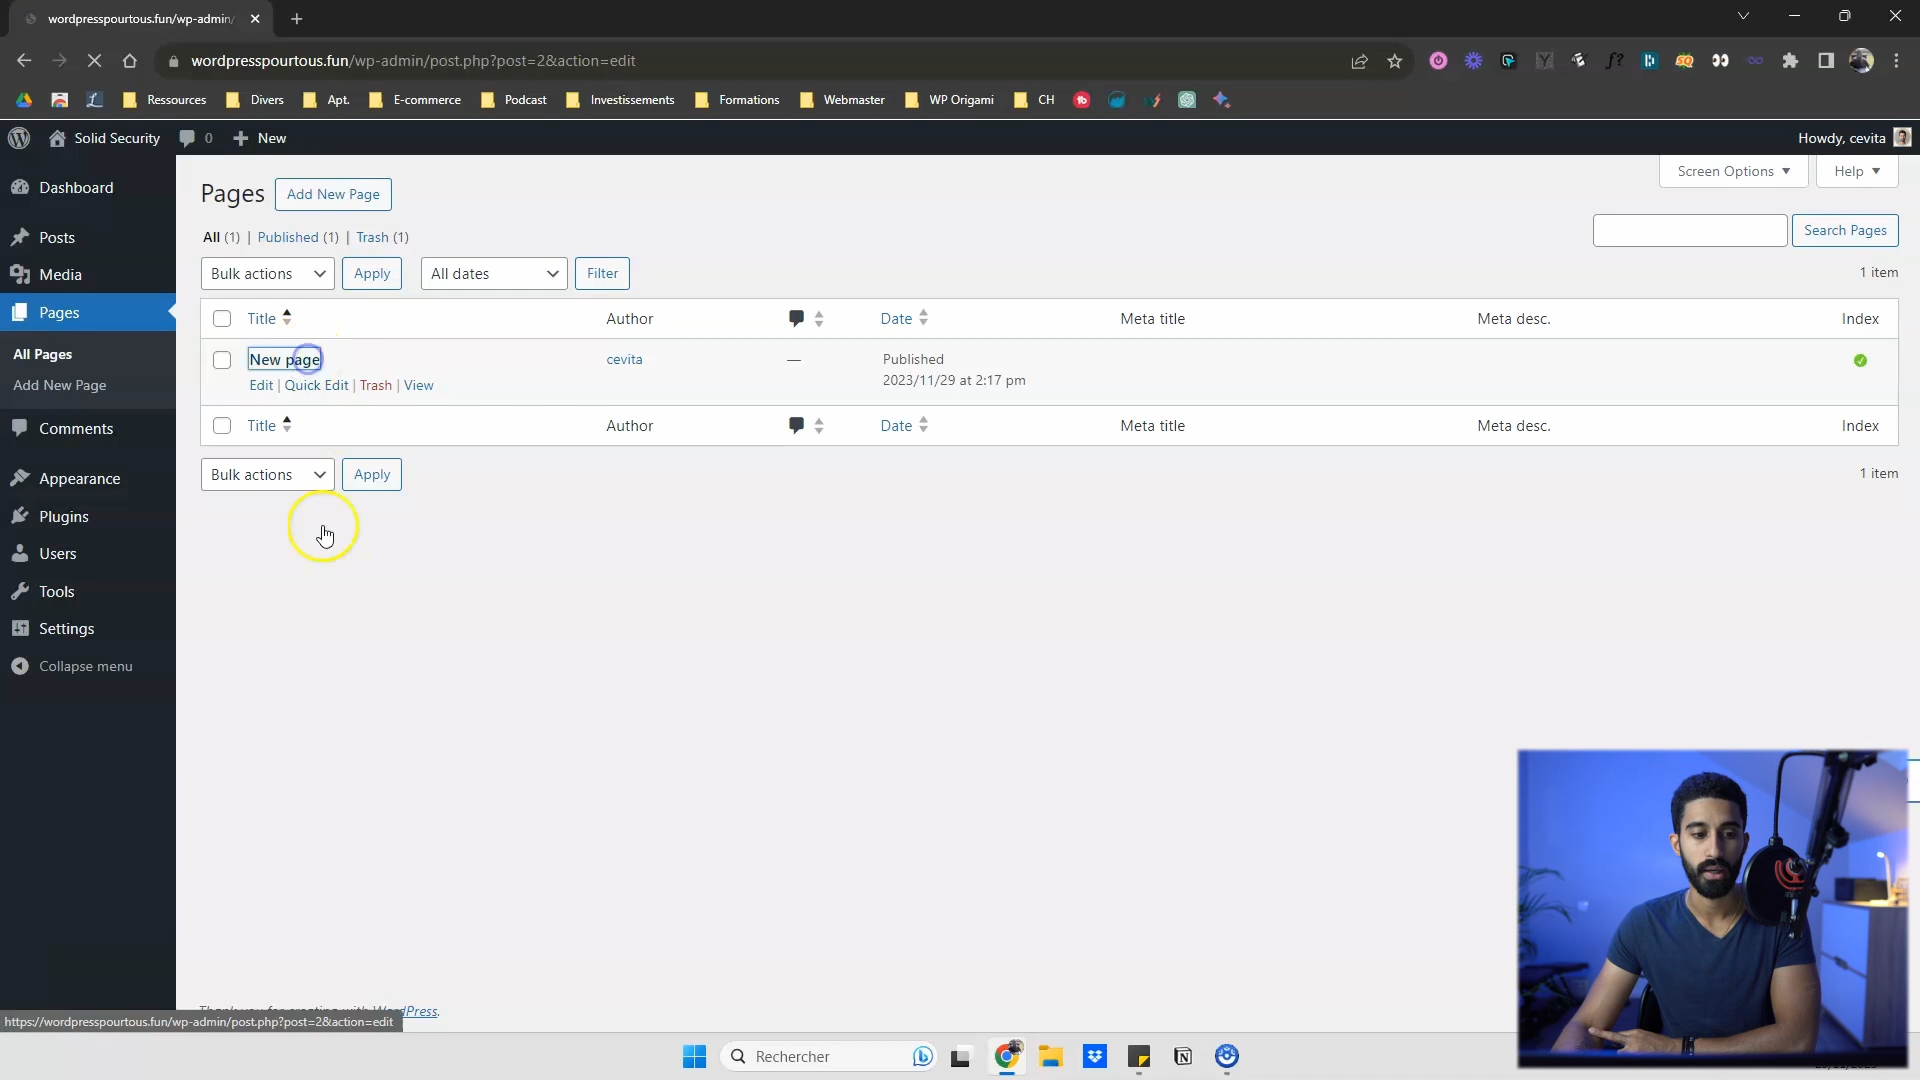 wordpresspourtous.fun/wp-admin/
wordpresspourtous.fun/wp-admin/post.php?post=2&action=edit
Ressources Divers Apt. E-commerce Podcast Investissements Formations Webmaster WP Origami CH
Solid Security 0 New Howdy, cevita
Screen Options Help
Dashboard
Posts
Media
Pages
All Pages
Add New Page
Comments
Appearance
Plugins
Users
Tools
Settings
Collapse menu
Pages Add New Page
All (1) | Published (1) | Trash (1)
Search Pages
Bulk actions Apply All dates Filter 1 item
Title Author Date Meta title Meta desc. Index
New page cevita — Published
2023/11/29 at 2:17 pm
Edit | Quick Edit | Trash | View
Title Author Date Meta title Meta desc. Index
Bulk actions Apply 1 item
Thank you for creating with WordPress.
https://wordpresspourtous.fun/wp-admin/post.php?post=2&action=edit
Rechercher